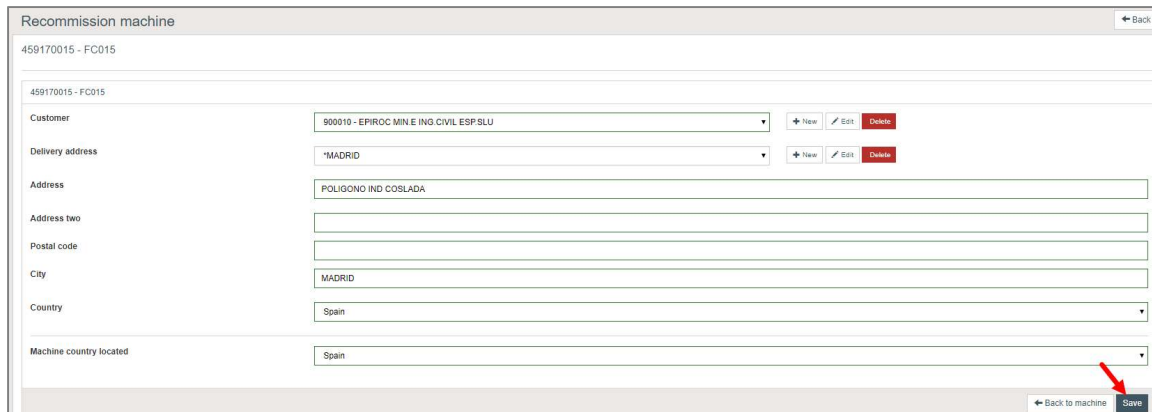 Recommission machine
Back
459170015 - FC015
459170015 - FC015
Customer
900010 - EPIROC MIN.E ING.CIVIL ESP.SLU
New Edit Delete
Delivery address
*MADRID
New Edit Delete
Address
POLIGONO IND COSLADA
Address two
Postal code
City
MADRID
Country
Spain
Machine country located
Spain
Back to machine Save